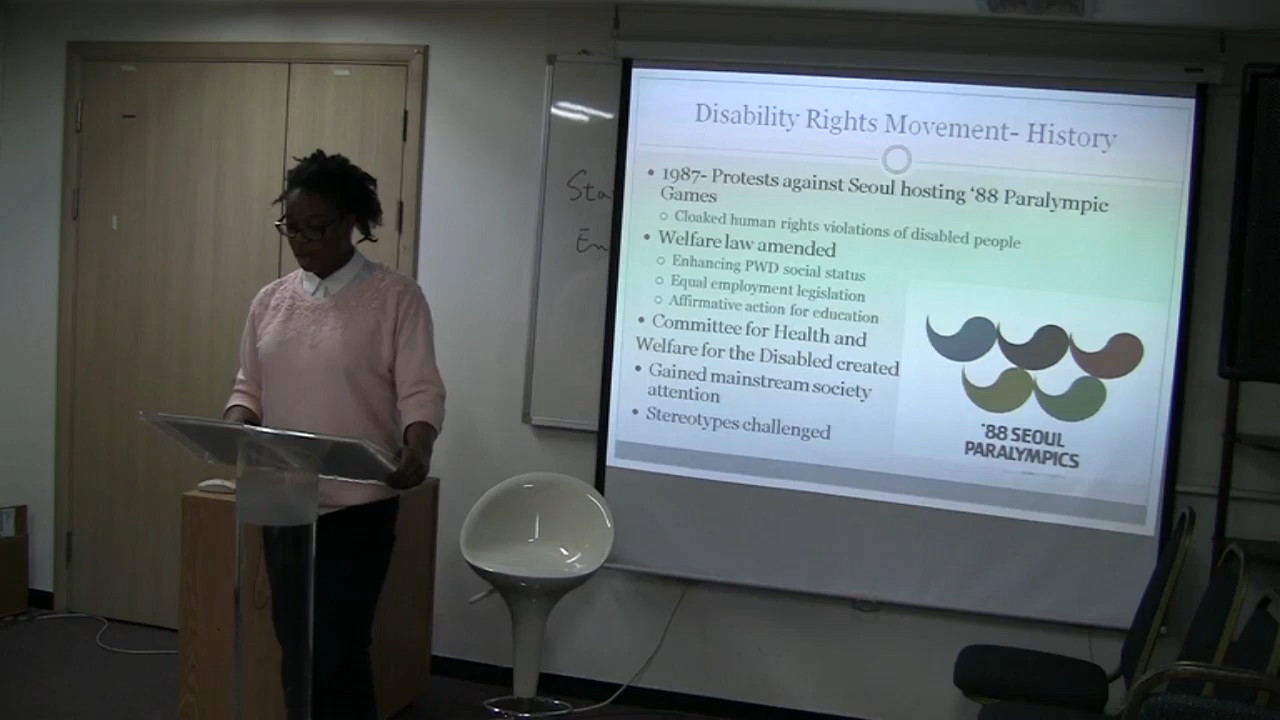 Disability Rights Movement- History
• 1987- Protests against Seoul hosting ‘88 Paralympic
Games
○ Cloaked human rights violations of disabled people
• Welfare law amended
○ Enhancing PWD social status
○ Equal employment legislation
○ Affirmative action for education
• Committee for Health and
Welfare for the Disabled created
• Gained mainstream society
attention
• Stereotypes challenged
'88 SEOUL
PARALYMPICS